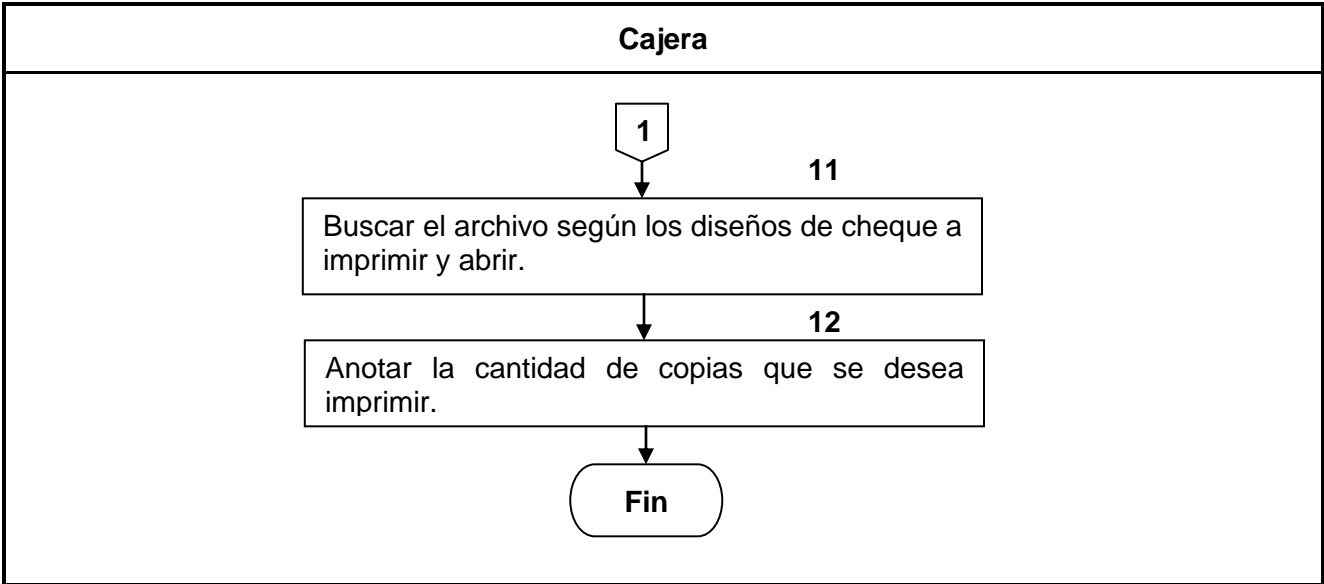 Cajera
1
11
Buscar el archivo según los diseños de cheque a
imprimir y abrir.
12
Anotar la cantidad de copias que se desea
imprimir.
Fin